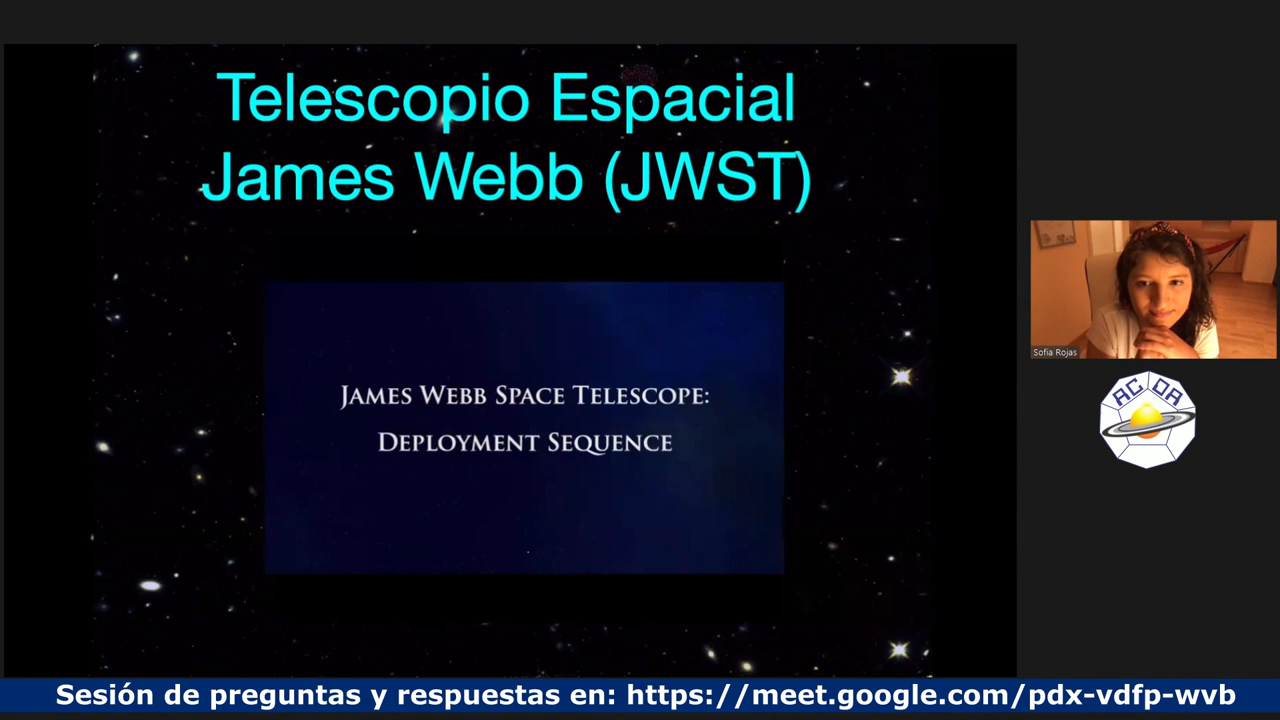 Telescopio Espacial
James Webb (JWST)
James Webb Space Telescope:
Deployment Sequence
Sofia Rojas
ACDA
Sesión de preguntas y respuestas en: https://meet.google.com/pdx-vdfp-wvb